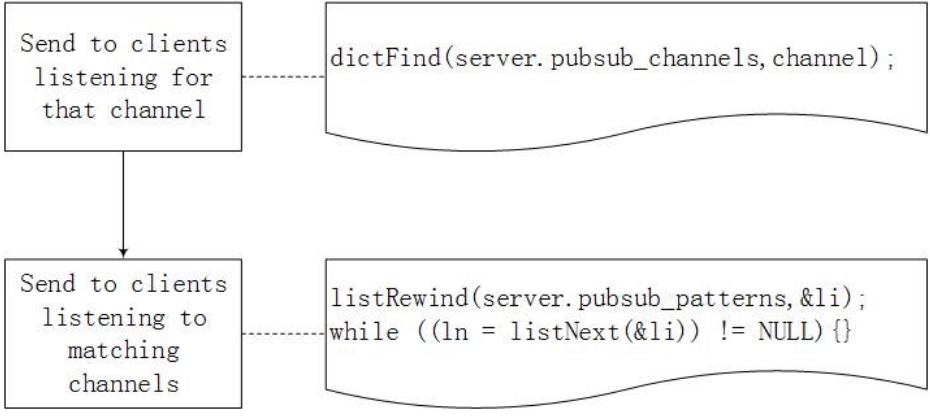 Send to clients
listening for
that channel
dictFind(server.pubsub_channels,channel);
Send to clients
listening to
matching
channels
listRewind(server.pubsub_patterns,&li);
while ((ln = listNext(&li)) != NULL){}